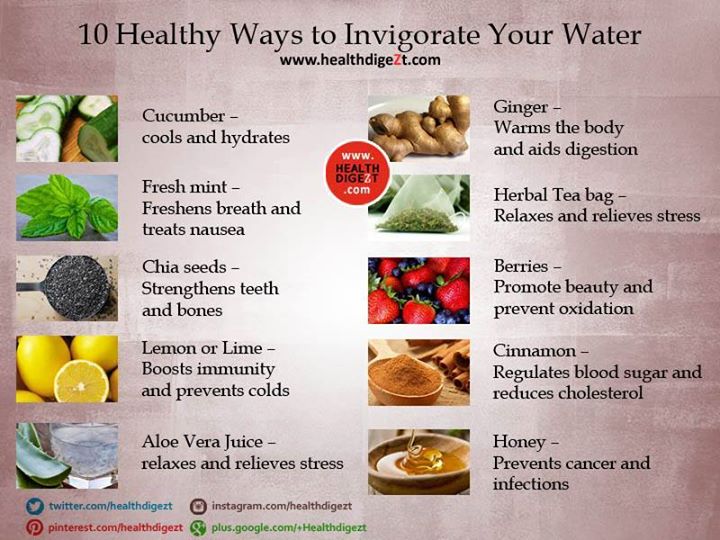 10 Healthy Ways to Invigorate Your Water
www.healthdigeZt.com
Cucumber –
cools and hydrates
Fresh mint –
Freshens breath and
treats nausea
Chia seeds –
Strengthens teeth
and bones
Lemon or Lime –
Boosts immunity
and prevents colds
Aloe Vera Juice –
relaxes and relieves stress
www.
HEALTH
DIGEZT
.com
Ginger –
Warms the body
and aids digestion
Herbal Tea bag –
Relaxes and relieves stress
Berries –
Promote beauty and
prevent oxidation
Cinnamon –
Regulates blood sugar and
reduces cholesterol
Honey –
Prevents cancer and
infections
twitter.com/healthdigezt
instagram.com/healthdigezt
pinterest.com/healthdigezt
plus.google.com/+Healthdigezt